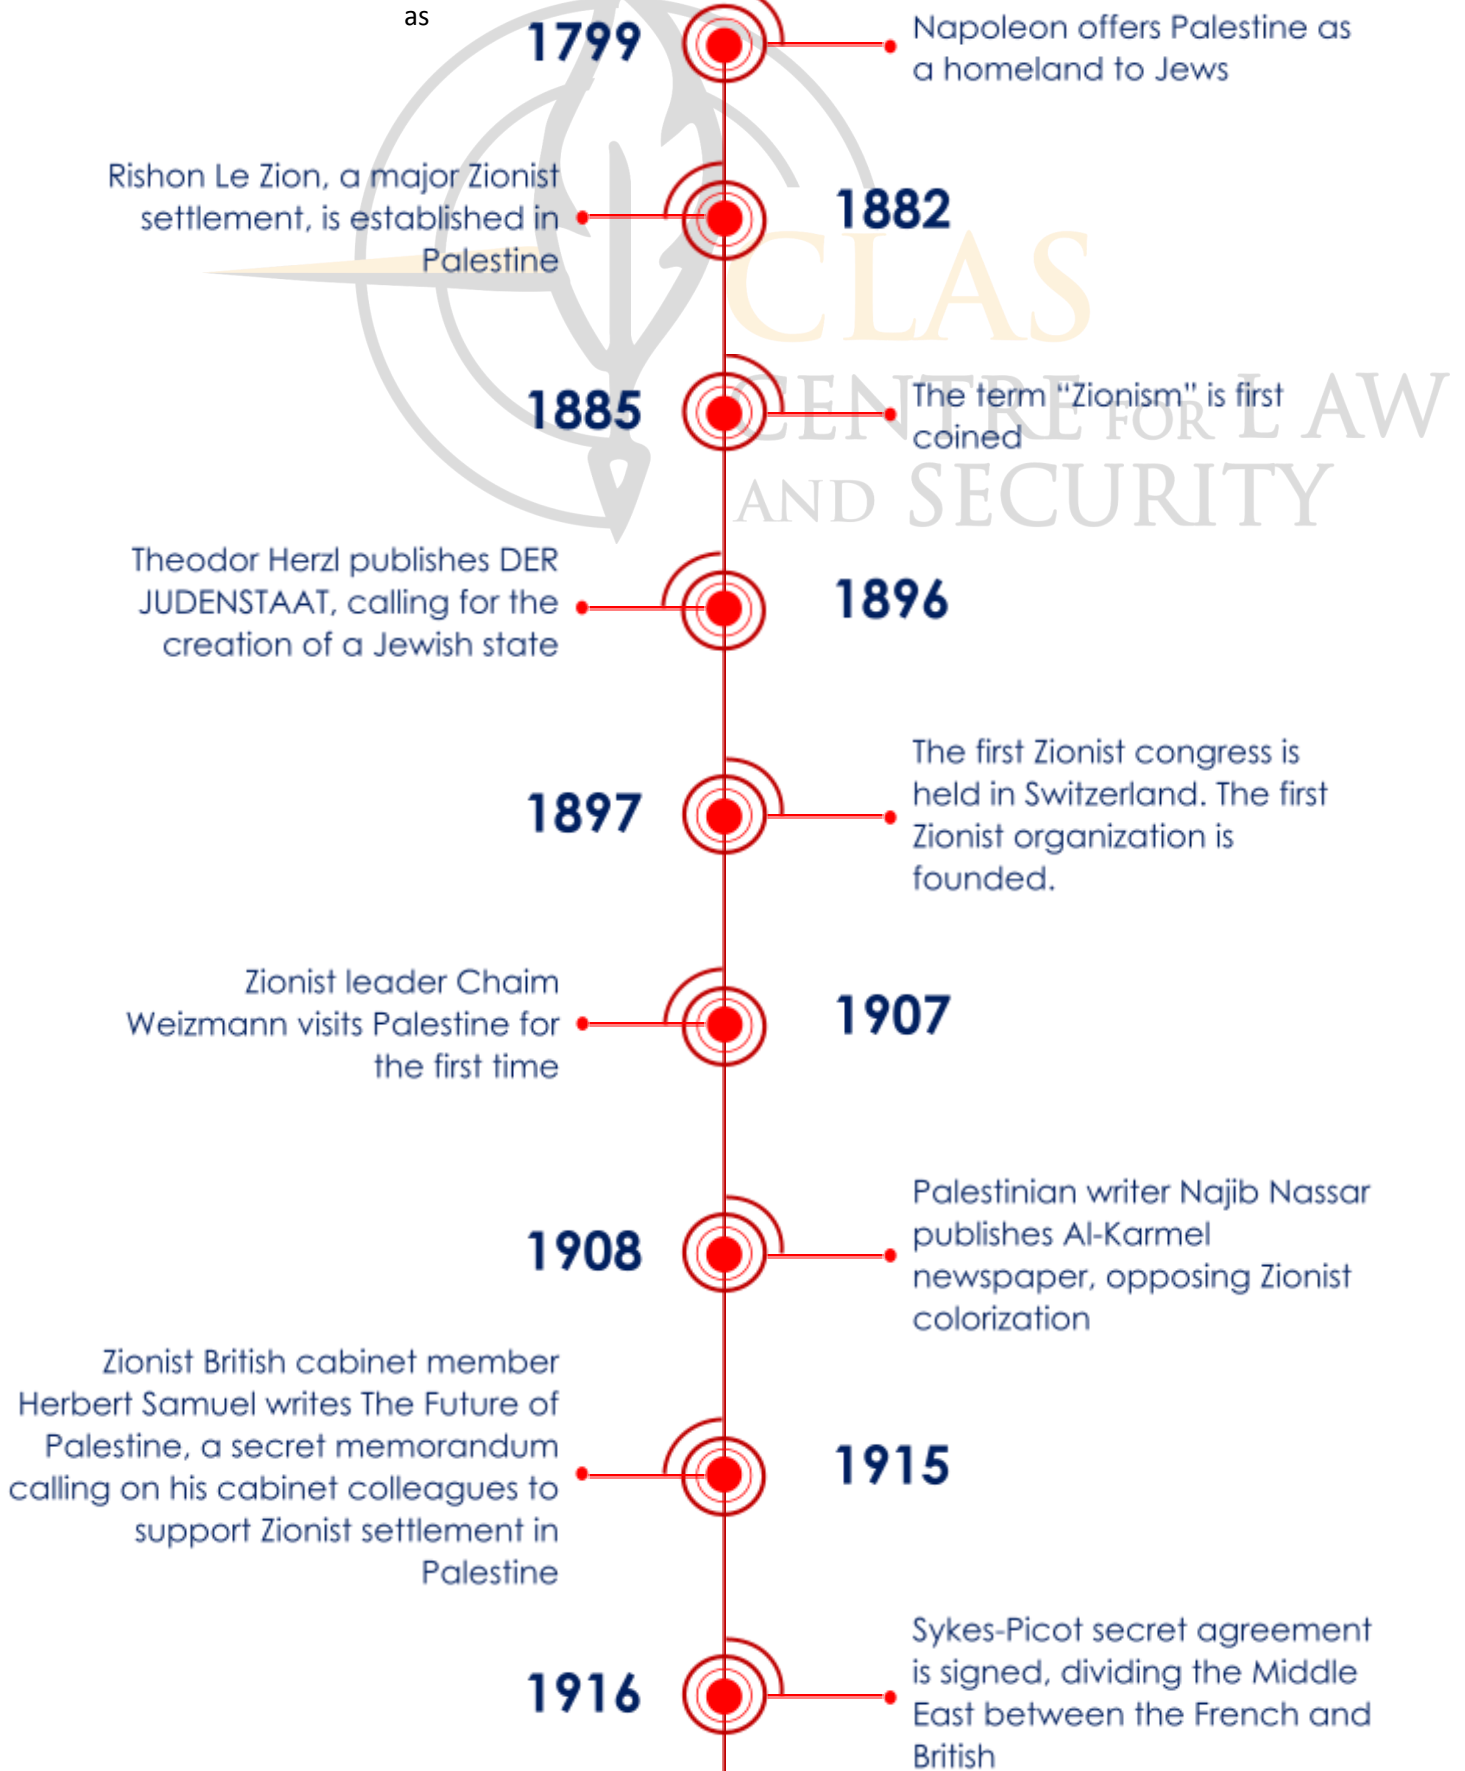 as
1799
Napoleon offers Palestine as
a homeland to Jews
Rishon Le Zion, a major Zionist
settlement, is established in
Palestine
1882
CLAS
CENTRE FOR LAW
AND SECURITY
1885
The term “Zionism” is first
coined
Theodor Herzl publishes DER
JUDENSTAAT, calling for the
creation of a Jewish state
1896
1897
The first Zionist congress is
held in Switzerland. The first
Zionist organization is
founded.
Zionist leader Chaim
Weizmann visits Palestine for
the first time
1907
1908
Palestinian writer Najib Nassar
publishes Al-Karmel
newspaper, opposing Zionist
colorization
Zionist British cabinet member
Herbert Samuel writes The Future of
Palestine, a secret memorandum
calling on his cabinet colleagues to
support Zionist settlement in
Palestine
1915
1916
Sykes-Picot secret agreement
is signed, dividing the Middle
East between the French and
British